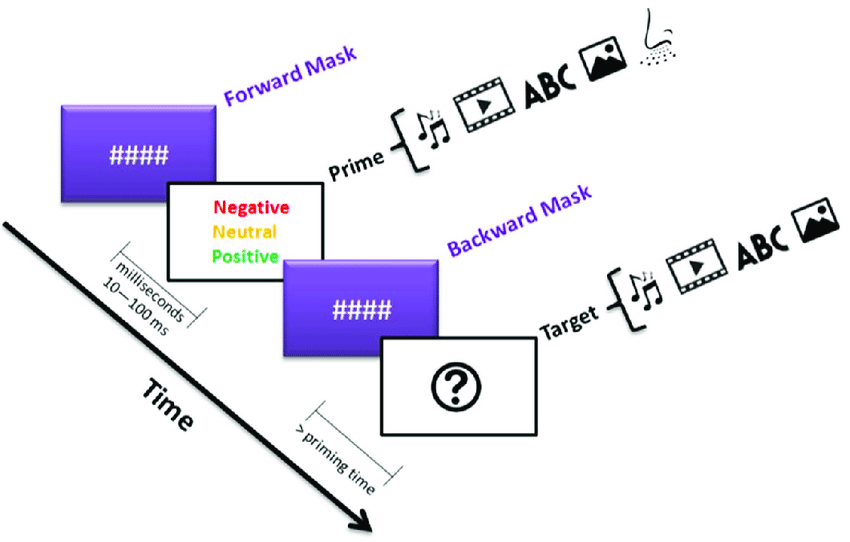 Forward Mask
####
Prime
ABC
Negative
Neutral
Positive
Backward Mask
milliseconds
10—100 ms
####
Target
ABC
?
Time
> priming time